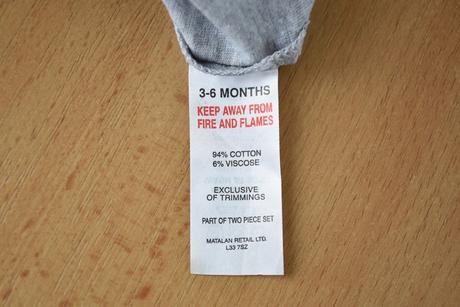 3-6 MONTHS
KEEP AWAY FROM
FIRE AND FLAMES
94% COTTON
6% VISCOSE
EXCLUSIVE
OF TRIMMINGS
PART OF TWO PIECE SET
MATALAN RETAIL LTD.
L33 7SZ